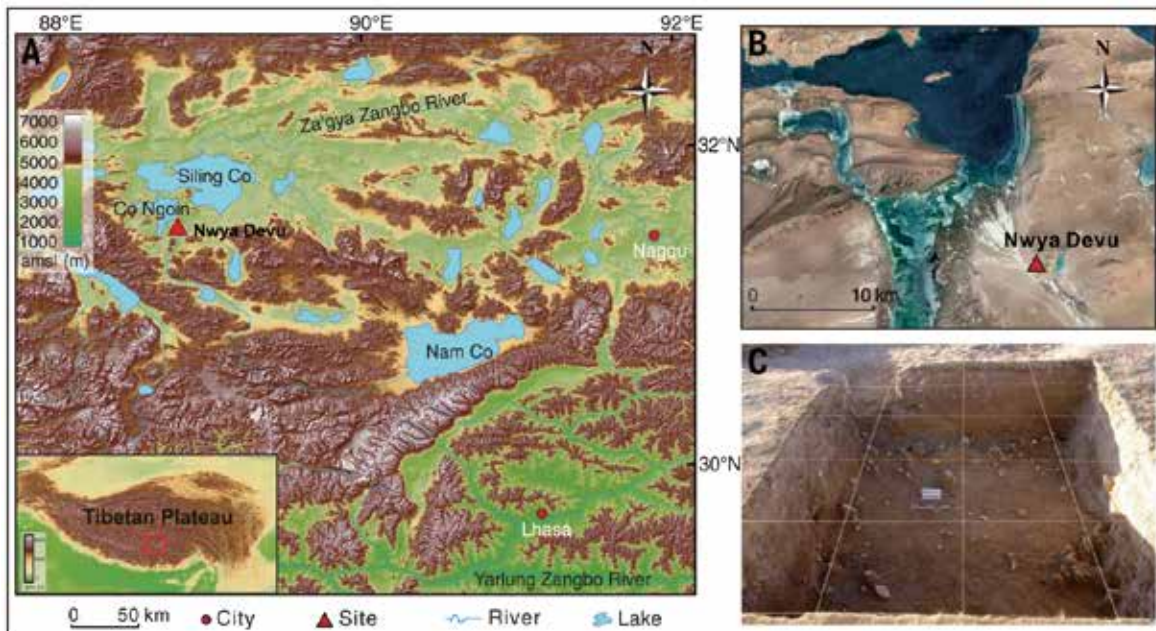 88°E
90°E
92°E
A
N
7000
6000
5000
4000
3000
2000
1000
amsl (m)
Za'gya Zangbo River
32°N
Siling Co
Co Ngoin
Nwya Devu
Nagqu
Nam Co
30°N
Lhasa
Yarlung Zangbo River
Tibetan Plateau
0 50 km
City
Site
River
Lake
B
N
Nwya Devu
0 10 km
C